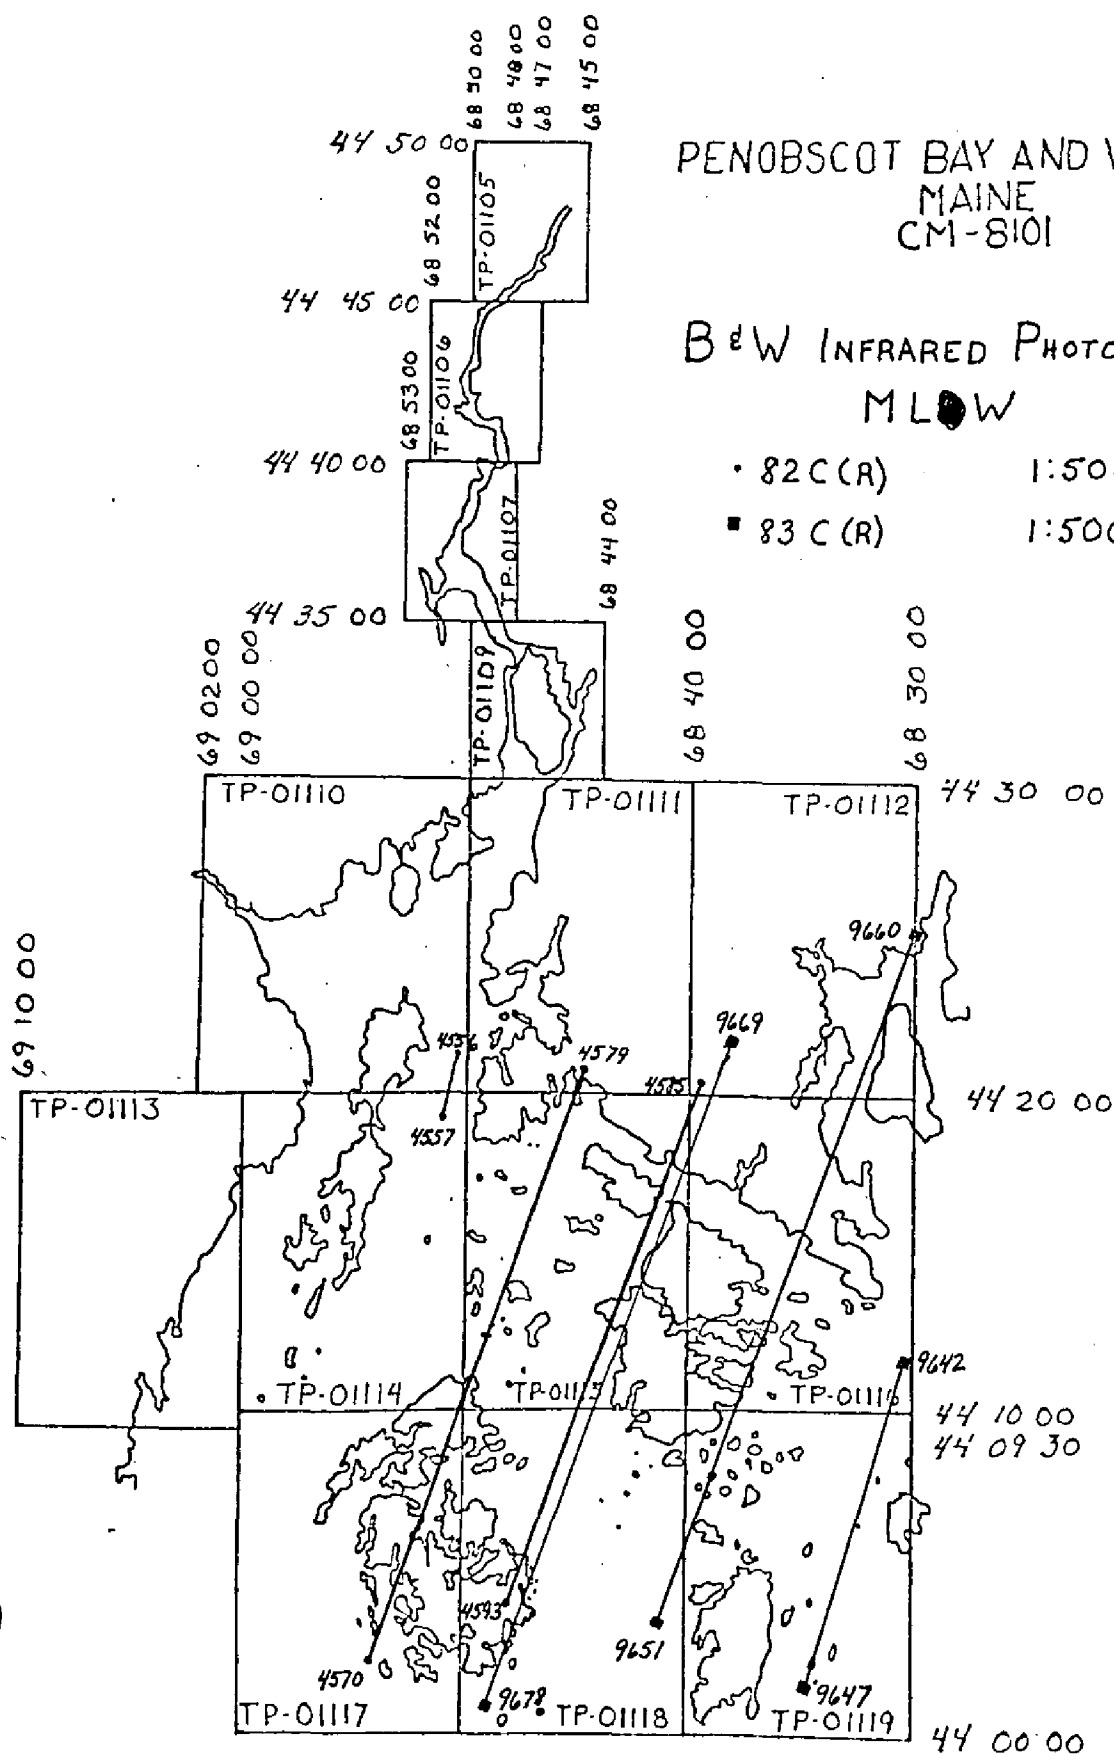 68 50 00
68 48 00
68 47 00
68 45 00
44 50 00
PENOBSCOT BAY AND
MAINE
CM-8101
68 52 00
TP-01105
44 45 00
B & W INFRARED PHOTO
M L W
68 53 00
TP-01106
44 40 00
• 82 C (R) 1:50
■ 83 C (R) 1:500
TP-01107
68 44 00
44 35 00
69 02 00
69 00 00
TP-01109
68 40 00
68 30 00
TP-01110
TP-01111
TP-01112
44 30 00
9660
69 10 00
9669
4556
4579
4585
TP-01113
44 20 00
4557
9642
TP-01114
TP-01115
TP-01116
44 10 00
44 09 30
4593
9651
4570
9678
9647
TP-01117
TP-01118
TP-01119
44 00 00